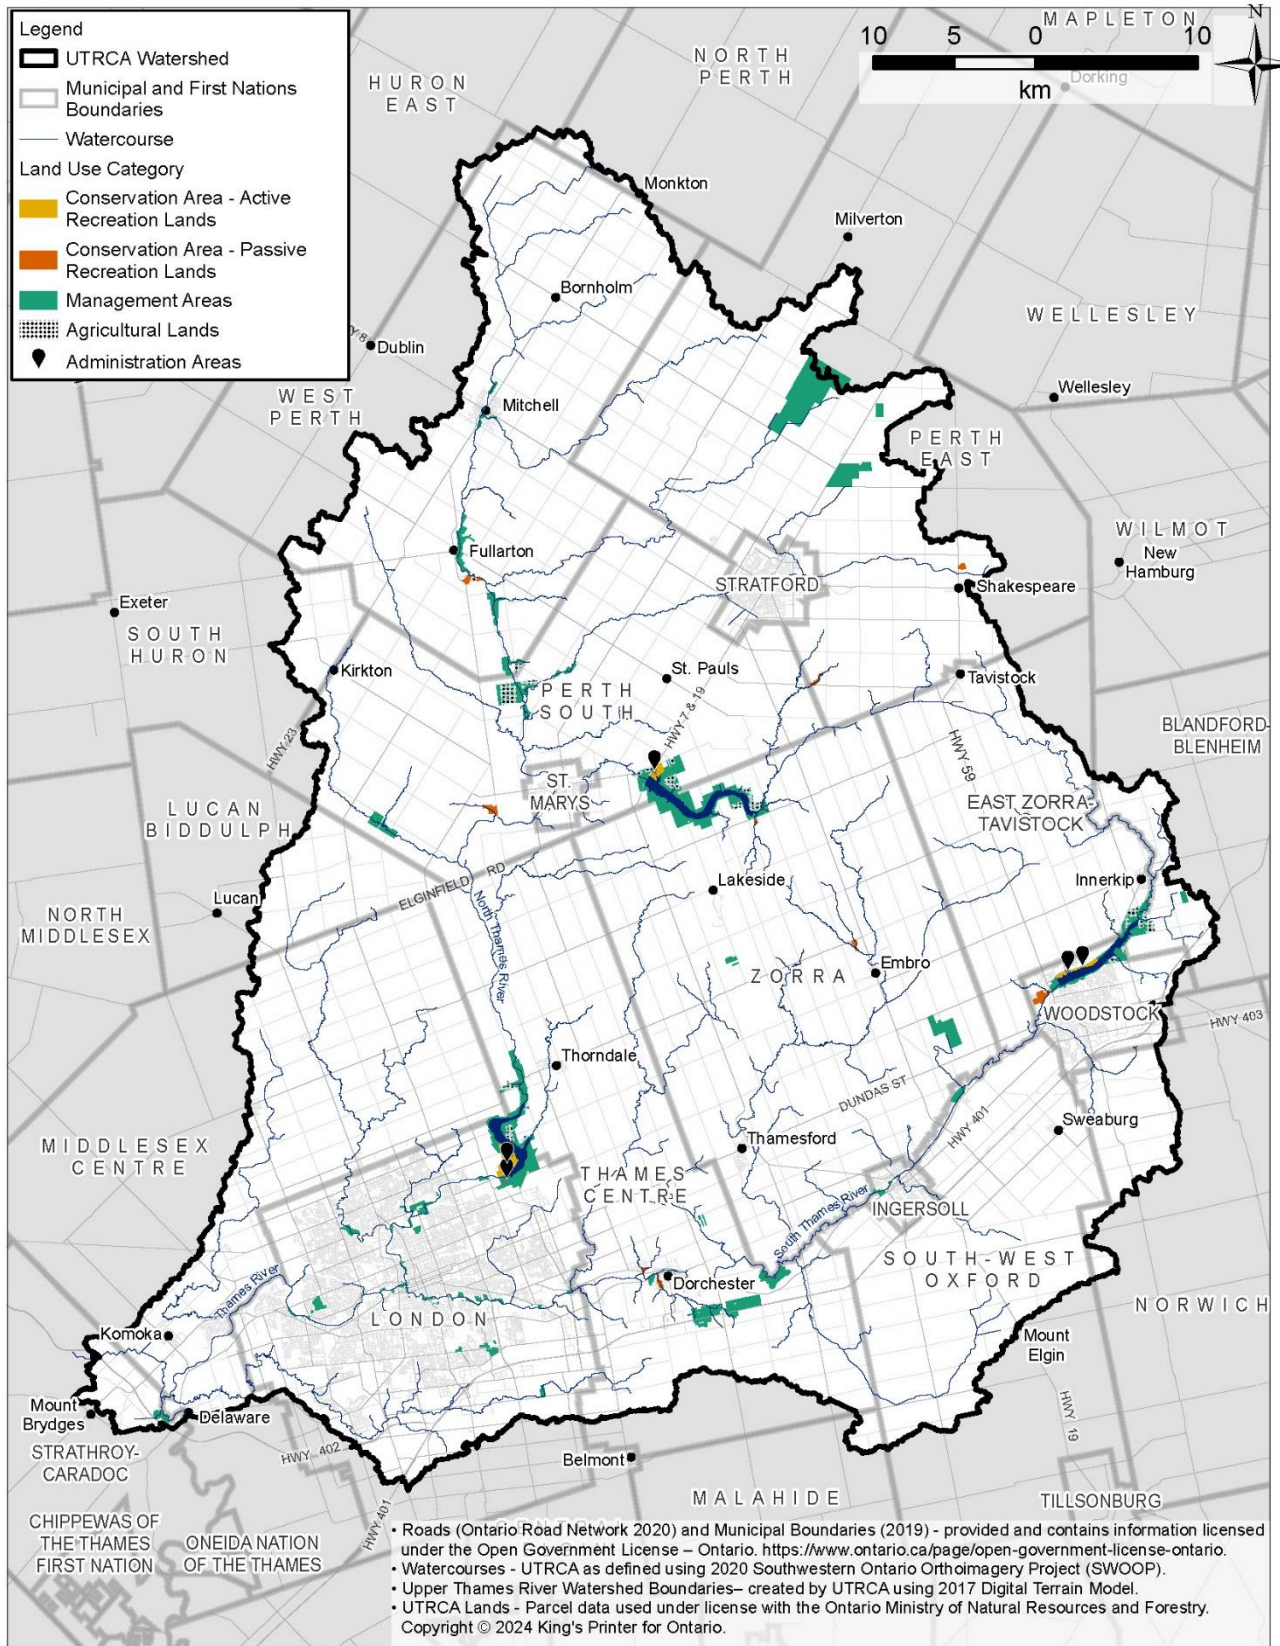 Legend
UTRCA Watershed
Municipal and First Nations
Boundaries
Watercourse
Land Use Category
Conservation Area - Active
Recreation Lands
Conservation Area - Passive
Recreation Lands
Management Areas
Agricultural Lands
Administration Areas
10 5 0 10
km
N
MAPLETON
Dorking
NORTH
PERTH
HURON
EAST
Monkton
Milverton
Bornholm
WELLESLEY
Dublin
WEST
PERTH
Mitchell
Wellesley
PERTH
EAST
WILMOT
New
Hamburg
Fullarton
STRATFORD
Shakespeare
Exeter
SOUTH
HURON
Kirkton
St. Pauls
Tavistock
PERTH
SOUTH
HWY 7 & 19
HWY 23
HWY 59
BLANDFORD-
BLENHEIM
ST.
MARYS
LUCAN
BIDDULPH
EAST ZORRA-
TAVISTOCK
ELGINFIELD RD
Lakeside
Innerkip
Lucan
North Thames River
NORTH
MIDDLESEX
ZORRA
Embro
WOODSTOCK
HWY 403
Thorndale
DUNDAS ST
HWY 401
Sweaburg
MIDDLESEX
CENTRE
Thamesford
THAMES
CENTRE
INGERSOLL
South Thames River
SOUTH-WEST
OXFORD
Dorchester
Thames River
LONDON
NORWICH
Komoka
Mount
Elgin
Mount
Brydges
Delaware
HWY 19
STRATHROY-
CARADOC
HWY 402
Belmont
HWY 401
MALAHIDE
TILLSONBURG
CHIPPEWAS OF
THE THAMES
FIRST NATION
ONEIDA NATION
OF THE THAMES
• Roads (Ontario Road Network 2020) and Municipal Boundaries (2019) - provided and contains information licensed
under the Open Government License – Ontario. https://www.ontario.ca/page/open-government-license-ontario.
• Watercourses - UTRCA as defined using 2020 Southwestern Ontario Orthoimagery Project (SWOOP).
• Upper Thames River Watershed Boundaries– created by UTRCA using 2017 Digital Terrain Model.
• UTRCA Lands - Parcel data used under license with the Ontario Ministry of Natural Resources and Forestry.
Copyright © 2024 King's Printer for Ontario.